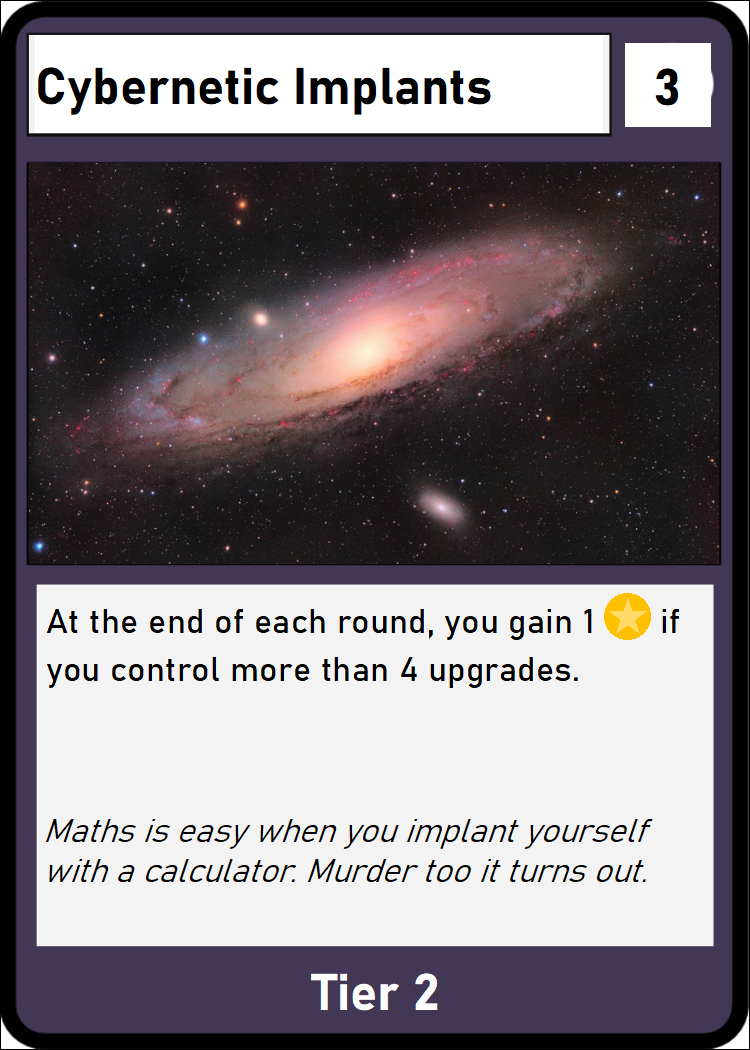 Cybernetic Implants
3
At the end of each round, you gain 1 if
you control more than 4 upgrades.
Maths is easy when you implant yourself
with a calculator. Murder too it turns out.
Tier 2